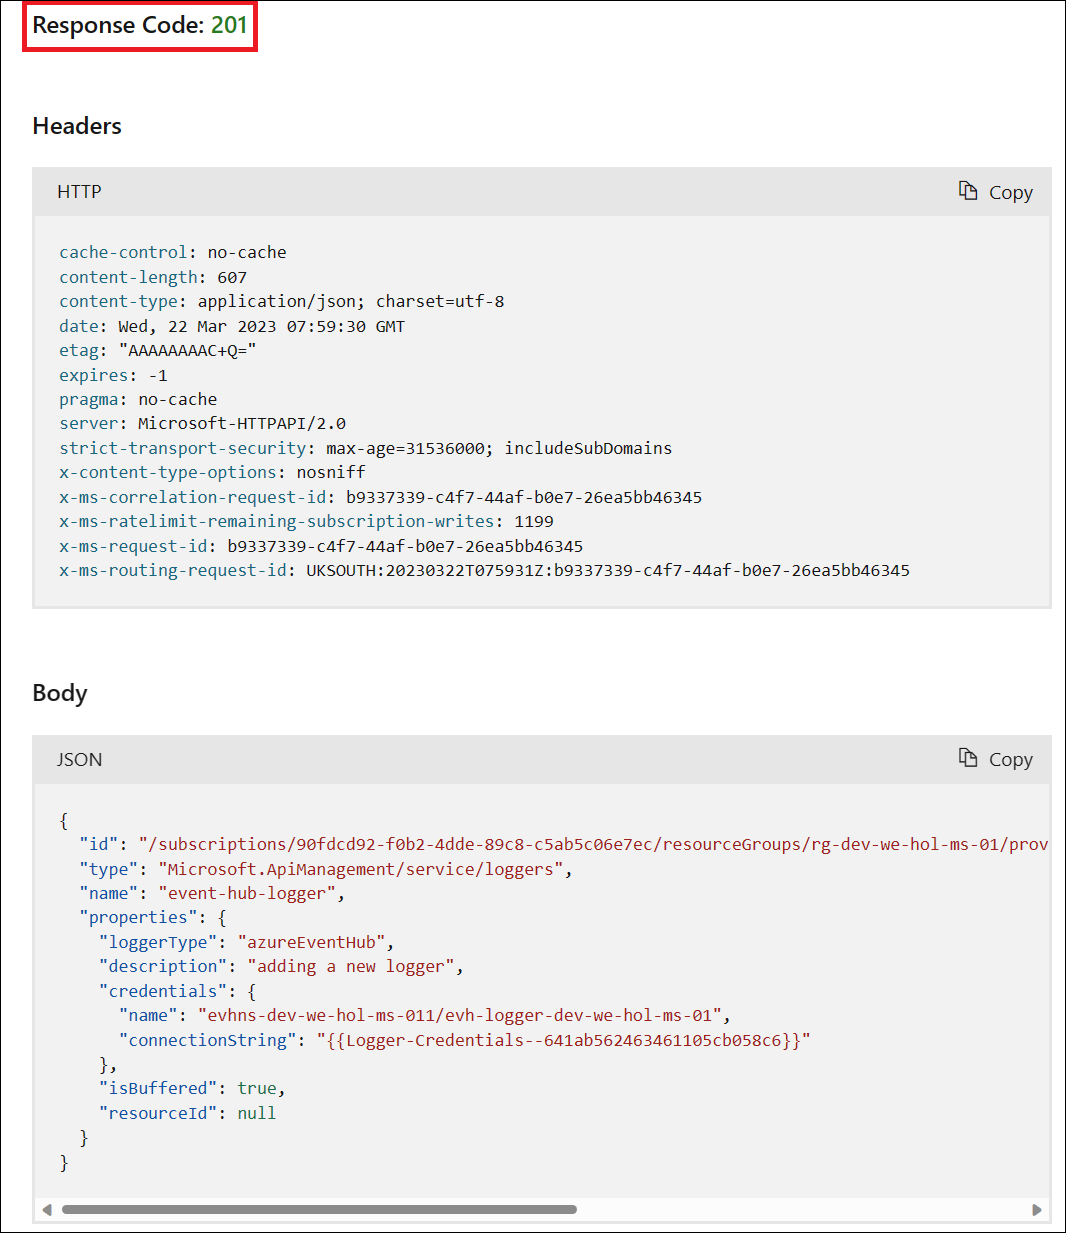 Response Code: 201
Headers
HTTP
Copy
cache-control: no-cache
content-length: 607
content-type: application/json; charset=utf-8
date: Wed, 22 Mar 2023 07:59:30 GMT
etag: "AAAAAAAAC+Q="
expires: -1
pragma: no-cache
server: Microsoft-HTTPAPI/2.0
strict-transport-security: max-age=31536000; includeSubDomains
x-content-type-options: nosniff
x-ms-correlation-request-id: b9337339-c4f7-44af-b0e7-26ea5bb46345
x-ms-ratelimit-remaining-subscription-writes: 1199
x-ms-request-id: b9337339-c4f7-44af-b0e7-26ea5bb46345
x-ms-routing-request-id: UKSOUTH:20230322T075931Z:b9337339-c4f7-44af-b0e7-26ea5bb46345
Body
JSON
Copy
{
  "id": "/subscriptions/90fdcd92-f0b2-4dde-89c8-c5ab5c06e7ec/resourceGroups/rg-dev-we-hol-ms-01/prov
  "type": "Microsoft.ApiManagement/service/loggers",
  "name": "event-hub-logger",
  "properties": {
    "loggerType": "azureEventHub",
    "description": "adding a new logger",
    "credentials": {
      "name": "evhns-dev-we-hol-ms-011/evh-logger-dev-we-hol-ms-01",
      "connectionString": "{{Logger-Credentials--641ab562463461105cb058c6}}"
    },
    "isBuffered": true,
    "resourceId": null
  }
}